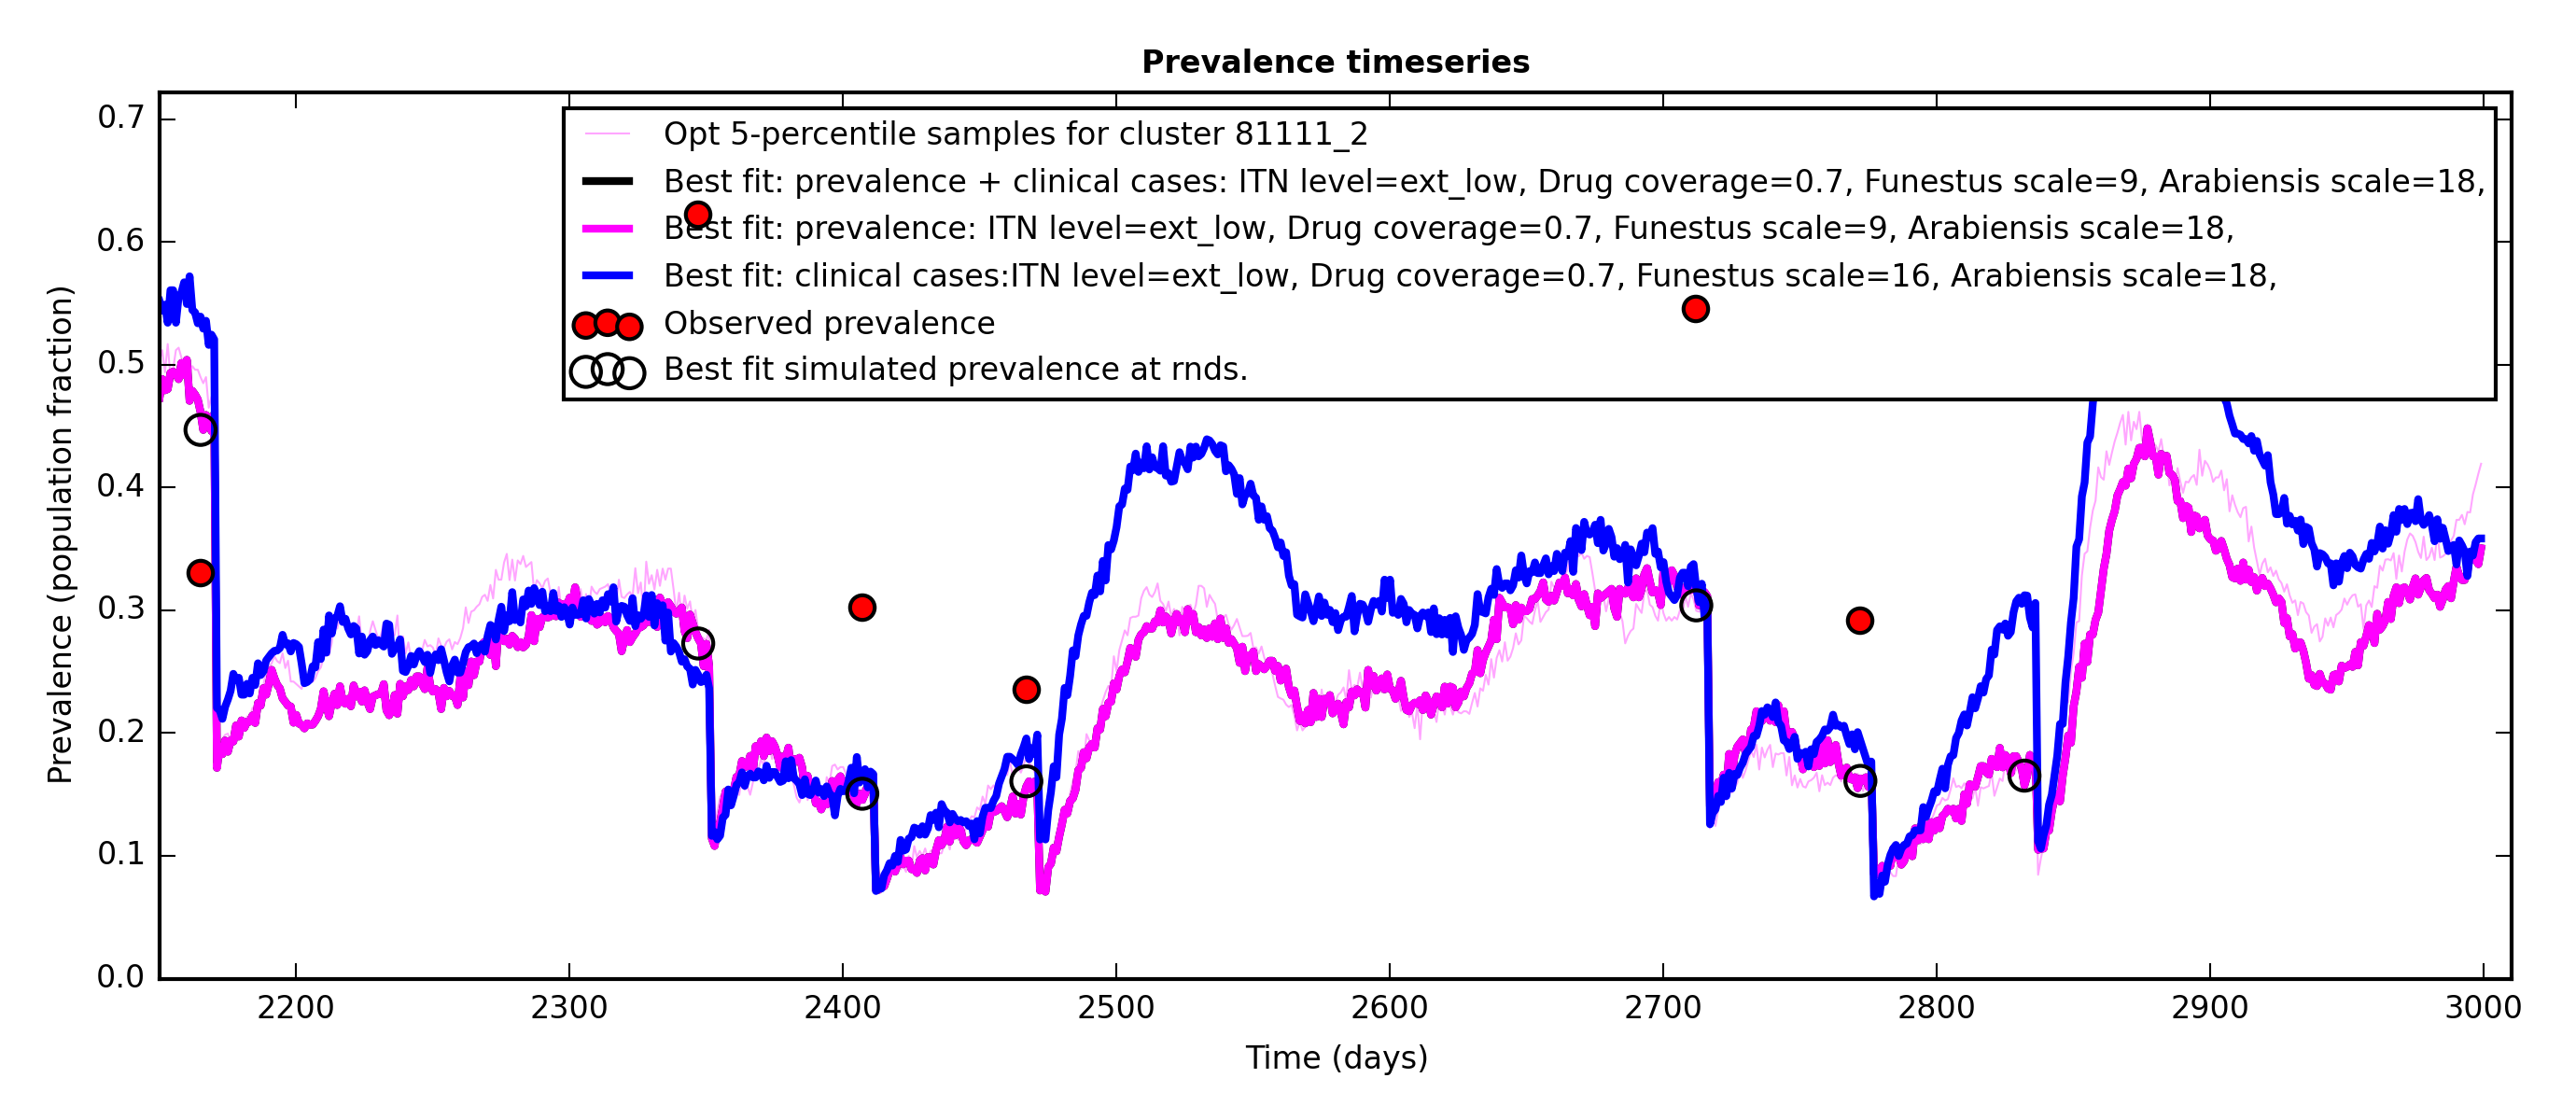 Prevalence timeseries
Prevalence (population fraction)
0.7
0.6
0.5
0.4
0.3
0.2
0.1
0.0
Opt 5-percentile samples for cluster 81111_2
Best fit: prevalence + clinical cases: ITN level=ext_low, Drug coverage=0.7, Funestus scale=9, Arabiensis scale=18,
Best fit: prevalence: ITN level=ext_low, Drug coverage=0.7, Funestus scale=9, Arabiensis scale=18,
Best fit: clinical cases:ITN level=ext_low, Drug coverage=0.7, Funestus scale=16, Arabiensis scale=18,
Observed prevalence
Best fit simulated prevalence at rnds.
2200 2300 2400 2500 2600 2700 2800 2900 3000
Time (days)